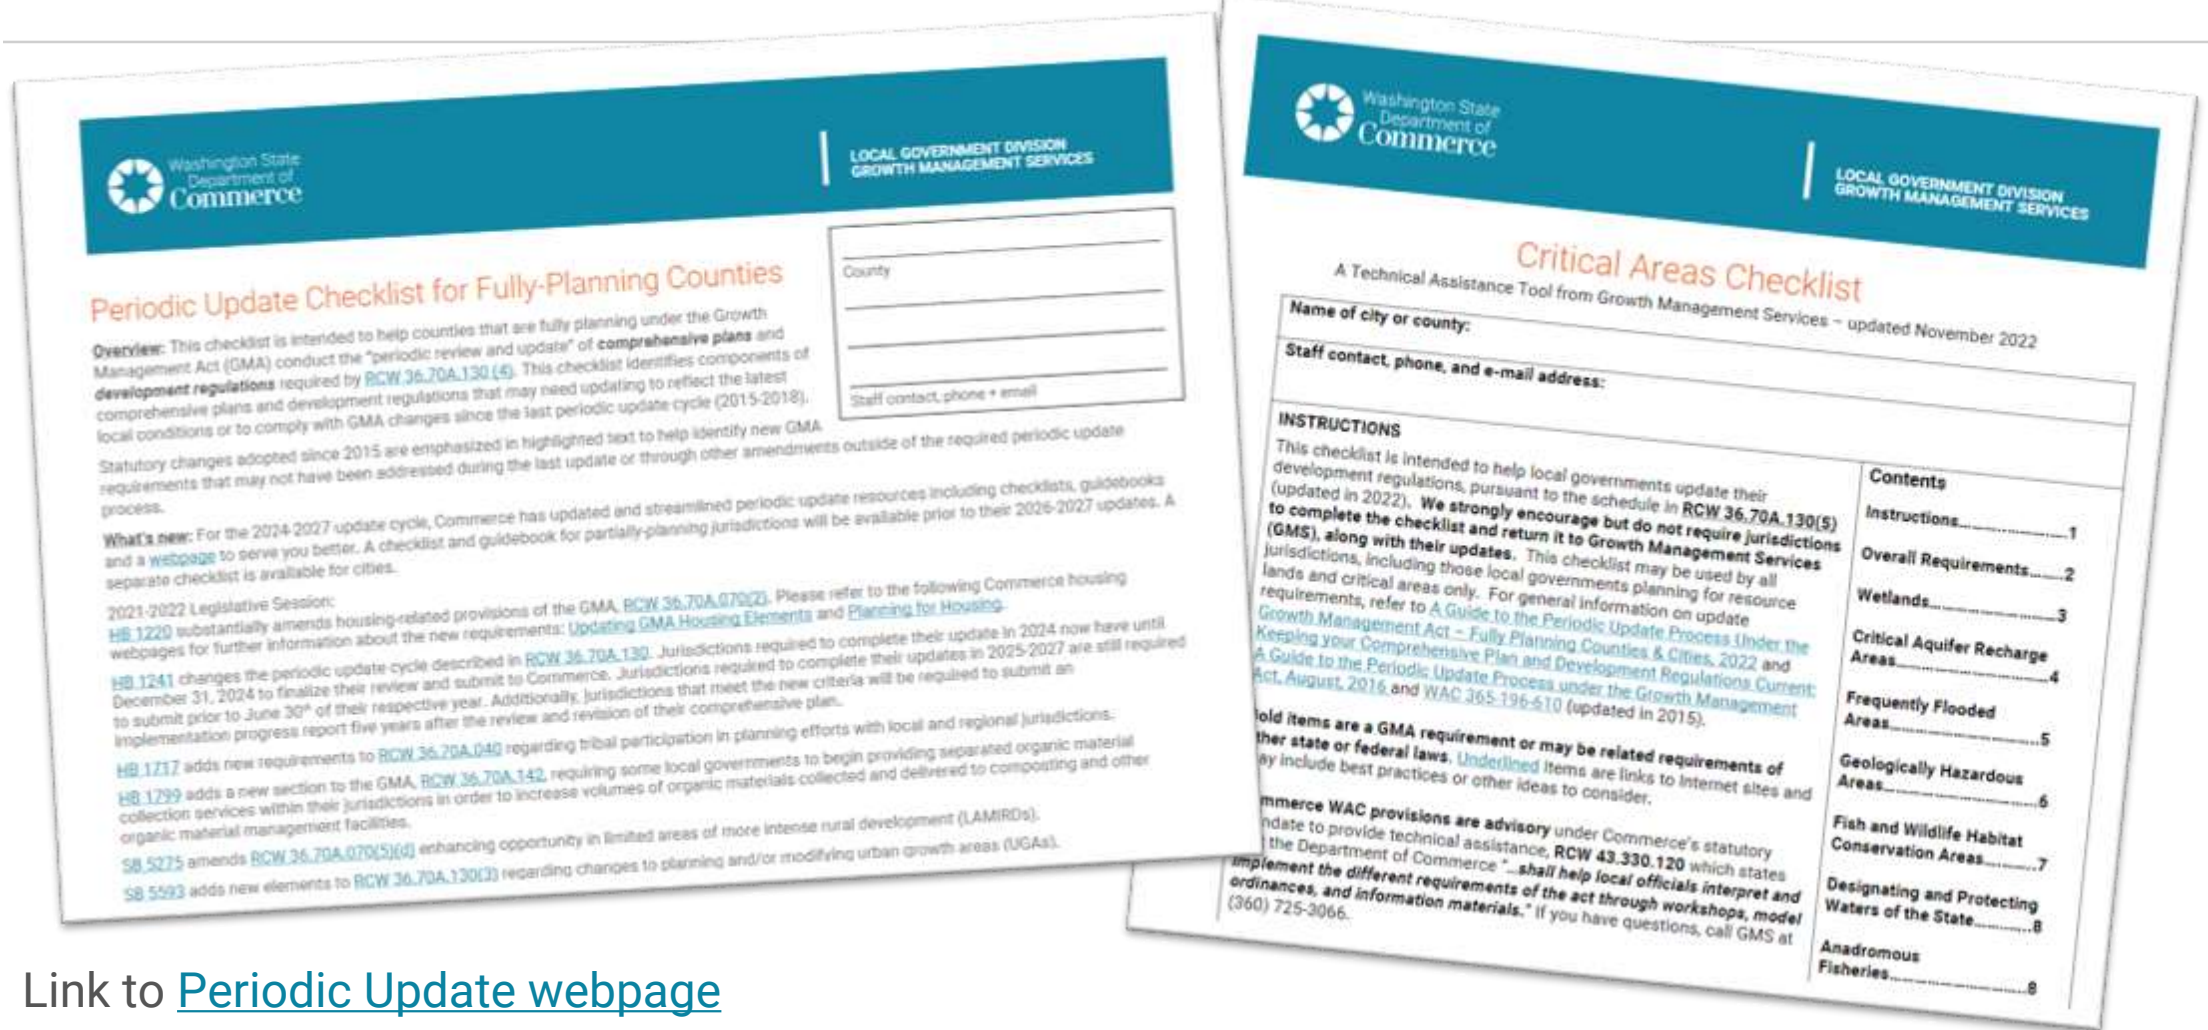 Washington State
Department of
Commerce
LOCAL GOVERNMENT DIVISION
GROWTH MANAGEMENT SERVICES
Periodic Update Checklist for Fully-Planning Counties
County
Staff contact, phone + email
Overview: This checklist is intended to help counties that are fully planning under the Growth
Management Act (GMA) conduct the "periodic review and update" of comprehensive plans and
development regulations required by RCW 36.70A.130 (4). This checklist identifies components of
comprehensive plans and development regulations that may need updating to reflect the latest
local conditions or to comply with GMA changes since the last periodic update cycle (2015-2018).
Statutory changes adopted since 2015 are emphasized in highlighted text to help identify new GMA
requirements that may not have been addressed during the last update or through other amendments outside of the required periodic update
process.
What's new: For the 2024-2027 update cycle, Commerce has updated and streamlined periodic update resources including checklists, guidebooks
and a webpage to serve you better. A checklist and guidebook for partially-planning jurisdictions will be available prior to their 2026-2027 updates. A
separate checklist is available for cities.
2021-2022 Legislative Session:
HB 1220 substantially amends housing-related provisions of the GMA, RCW 36.70A.070(2). Please refer to the following Commerce housing
webpages for further information about the new requirements: Updating GMA Housing Elements and Planning for Housing.
HB 1241 changes the periodic update cycle described in RCW 36.70A.130. Jurisdictions required to complete their update in 2024 now have until
December 31, 2024 to finalize their review and submit to Commerce. Jurisdictions required to complete their updates in 2025-2027 are still required
to submit prior to June 30th of their respective year. Additionally, jurisdictions that meet the new criteria will be required to submit an
implementation progress report five years after the review and revision of their comprehensive plan.
HB 1717 adds new requirements to RCW 36.70A.040 regarding tribal participation in planning efforts with local and regional jurisdictions.
HB 1799 adds a new section to the GMA, RCW 36.70A.142, requiring some local governments to begin providing separated organic material
collection services within their jurisdictions in order to increase volumes of organic materials collected and delivered to composting and other
organic material management facilities.
SB 5275 amends RCW 36.70A.070(5)(d) enhancing opportunity in limited areas of more intense rural development (LAMIRDs).
SB 5593 adds new elements to RCW 36.70A.130(3) regarding changes to planning and/or modifying urban growth areas (UGAs).
Washington State
Department of
Commerce
LOCAL GOVERNMENT DIVISION
GROWTH MANAGEMENT SERVICES
Critical Areas Checklist
A Technical Assistance Tool from Growth Management Services – updated November 2022
Name of city or county:
Staff contact, phone, and e-mail address:
INSTRUCTIONS
This checklist is intended to help local governments update their
development regulations, pursuant to the schedule in RCW 36.70A.130(5)
(updated in 2022). We strongly encourage but do not require jurisdictions
to complete the checklist and return it to Growth Management Services
(GMS), along with their updates. This checklist may be used by all
jurisdictions, including those local governments planning for resource
lands and critical areas only. For general information on update
requirements, refer to A Guide to the Periodic Update Process Under the
Growth Management Act – Fully Planning Counties & Cities, 2022 and
Keeping your Comprehensive Plan and Development Regulations Current:
A Guide to the Periodic Update Process under the Growth Management
Act, August, 2016 and WAC 365-196-610 (updated in 2015).
old items are a GMA requirement or may be related requirements of
ther state or federal laws. Underlined items are links to Internet sites and
ay include best practices or other ideas to consider.
mmerce WAC provisions are advisory under Commerce's statutory
ndate to provide technical assistance, RCW 43.330.120 which states
the Department of Commerce "...shall help local officials interpret and
implement the different requirements of the act through workshops, model
ordinances, and information materials." If you have questions, call GMS at
(360) 725-3066.
Contents
Instructions.....................1
Overall Requirements.......2
Wetlands.......................3
Critical Aquifer Recharge
Areas............................4
Frequently Flooded
Areas............................5
Geologically Hazardous
Areas............................6
Fish and Wildlife Habitat
Conservation Areas..........7
Designating and Protecting
Waters of the State...........8
Anadromous
Fisheries.........................8
Link to Periodic Update webpage